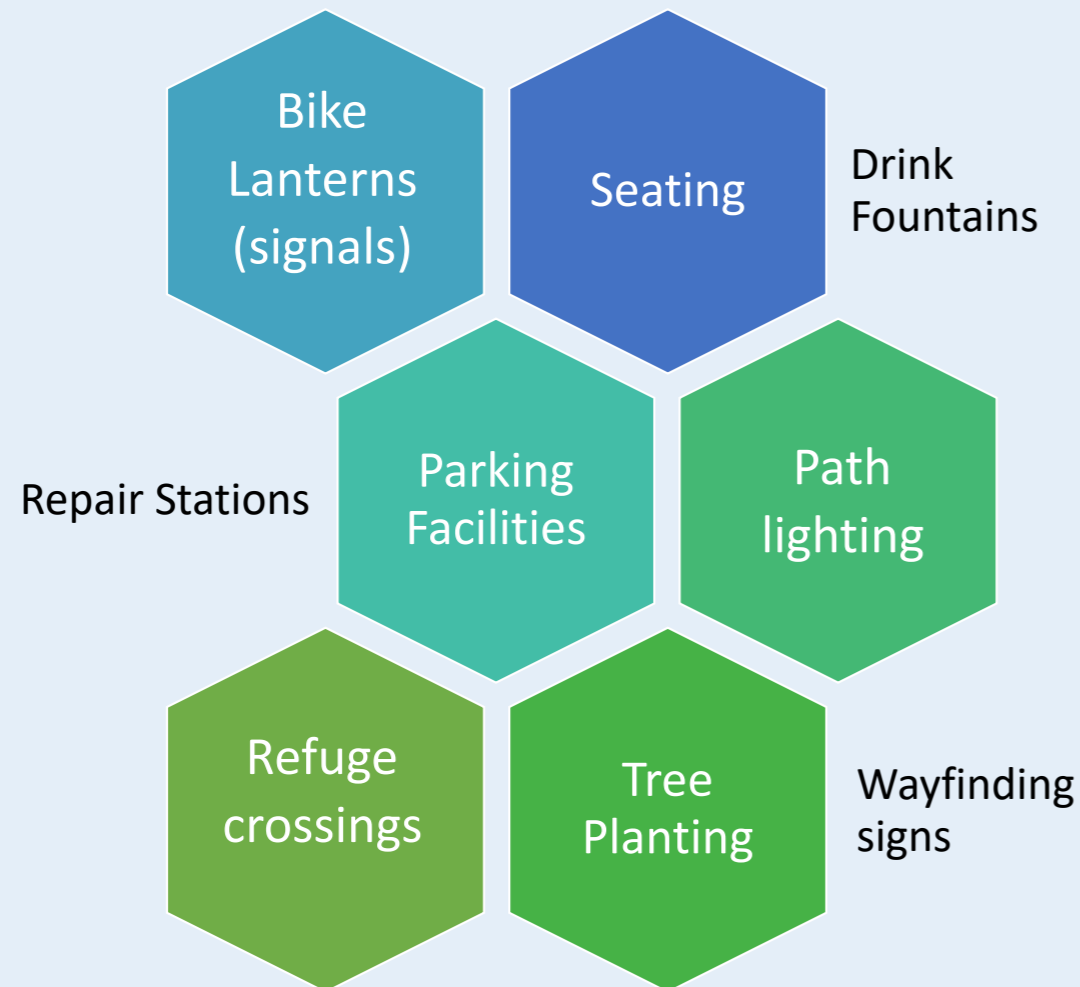 Bike
Lanterns
(signals)
Seating
Drink
Fountains
Repair Stations
Parking
Facilities
Path
lighting
Refuge
crossings
Tree
Planting
Wayfinding
signs